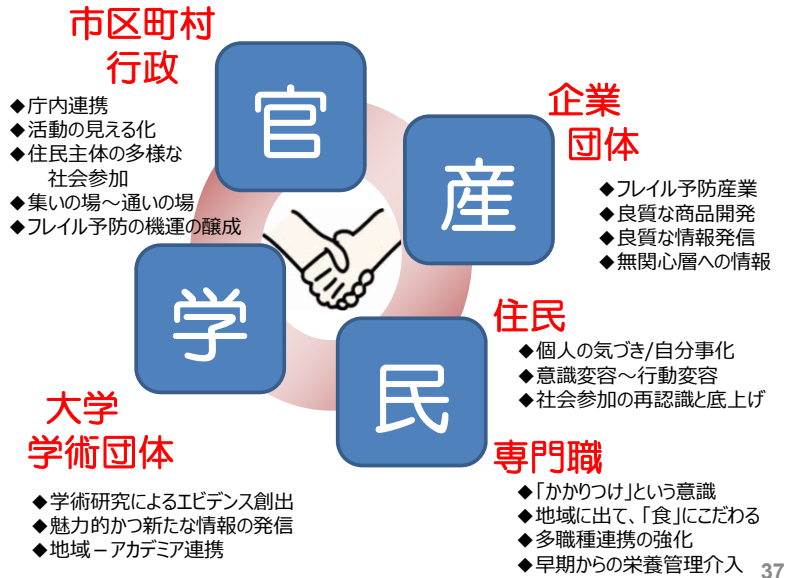 市区町村
行政
◆庁内連携
◆活動の見える化
◆住民主体の多様な
社会参加
◆集いの場～通いの場
◆フレイル予防の機運の醸成
官
産
企業
団体
◆フレイル予防産業
◆良質な商品開発
◆良質な情報発信
◆無関心層への情報
学
大学
学術団体
◆学術研究によるエビデンス創出
◆魅力的かつ新たな情報の発信
◆地域－アカデミア連携
民
住民
◆個人の気づき/自分事化
◆意識変容～行動変容
◆社会参加の再認識と底上げ
専門職
◆「かかりつけ」という意識
◆地域に出て、「食」にこだわる
◆多職種連携の強化
◆早期からの栄養管理介入
37